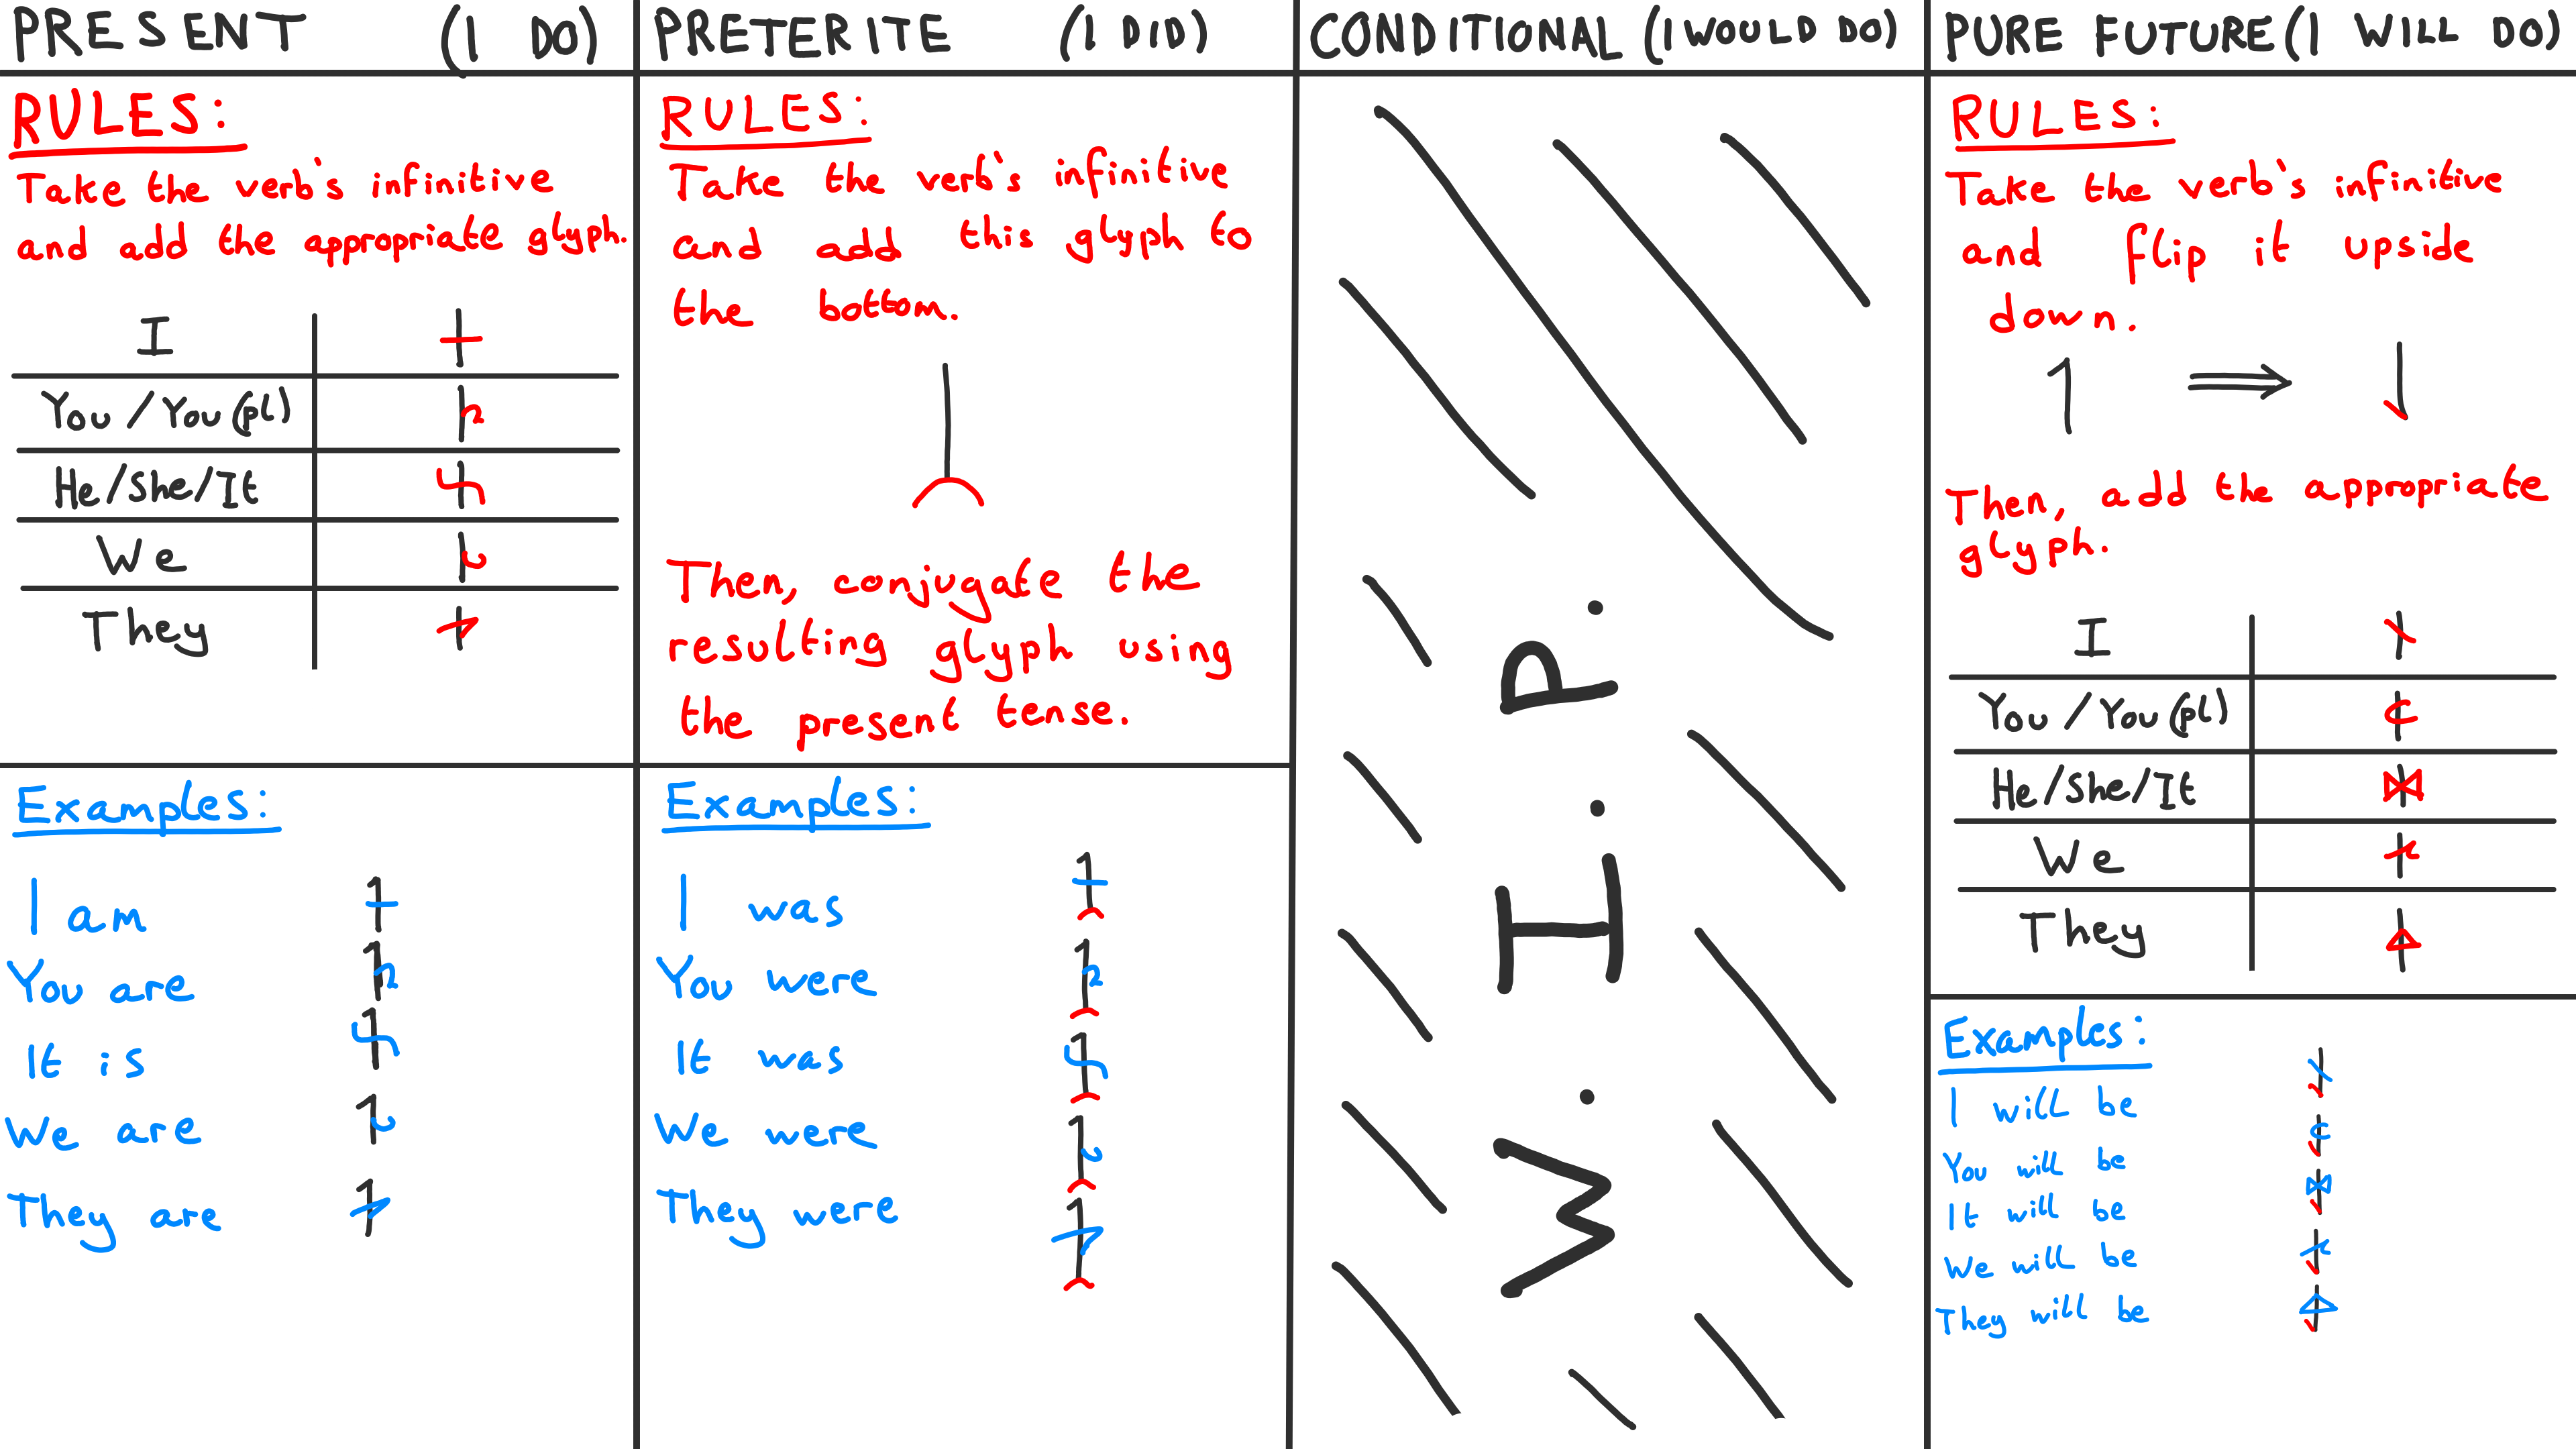 PRESENT (I DO)
RULES:
Take the verb's infinitive
and add the appropriate glyph.
I
You / You (pl)
He/She/It
We
They
Examples:
I am
You are
It is
We are
They are
PRETERITE (I DID)
RULES:
Take the verb's infinitive
and add this glyph to
the bottom.
Then, conjugate the
resulting glyph using
the present tense.
Examples:
I was
You were
It was
We were
They were
CONDITIONAL (I WOULD DO)
W.I.P.
PURE FUTURE (I WILL DO)
RULES:
Take the verb's infinitive
and flip it upside
down.
Then, add the appropriate
glyph.
I
You / You (pl)
He/She/It
We
They
Examples:
I will be
You will be
It will be
We will be
They will be